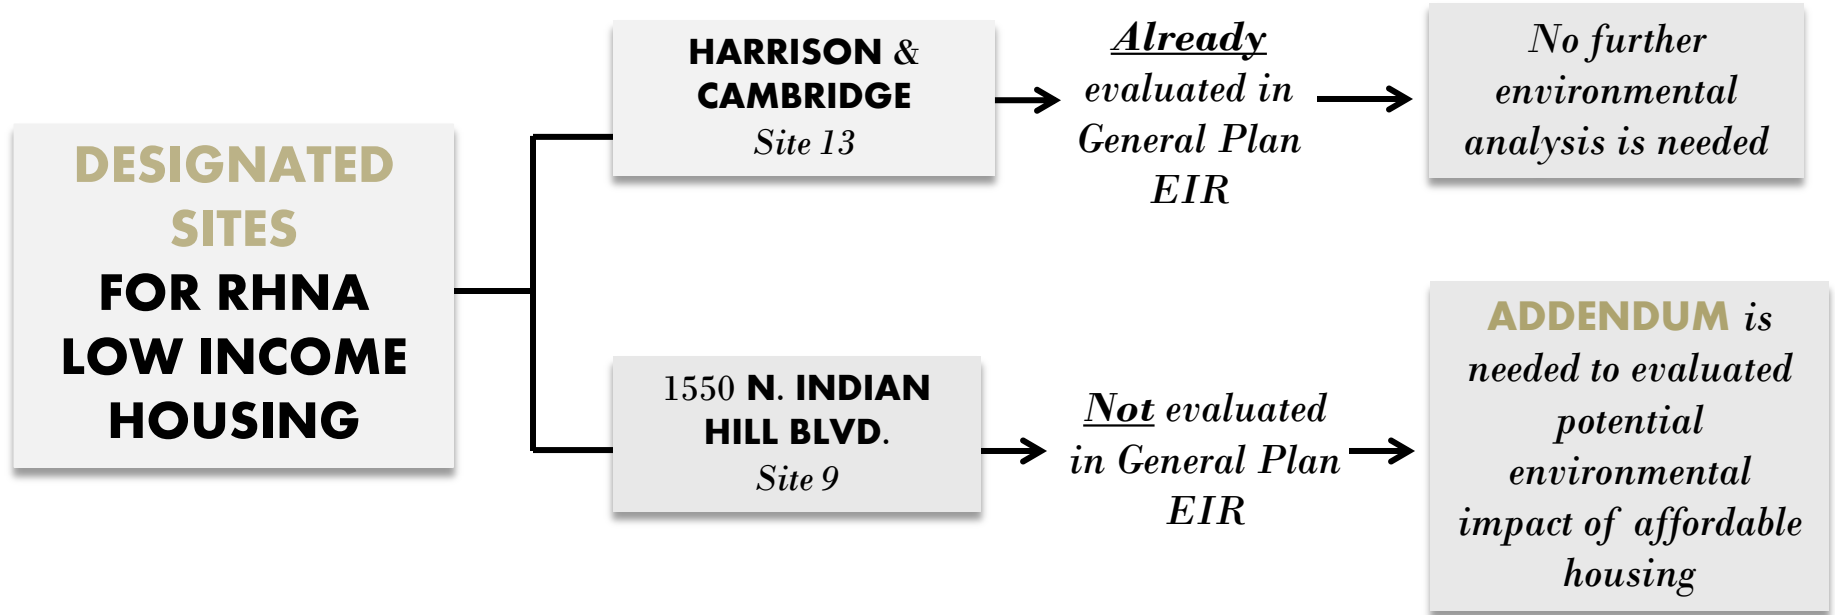 DESIGNATED
SITES
FOR RHNA
LOW INCOME
HOUSING
HARRISON &
CAMBRIDGE
Site 13
Already
evaluated in
General Plan
EIR
No further
environmental
analysis is needed
1550 N. INDIAN
HILL BLVD.
Site 9
Not evaluated
in General Plan
EIR
ADDENDUM is
needed to evaluated
potential
environmental
impact of affordable
housing